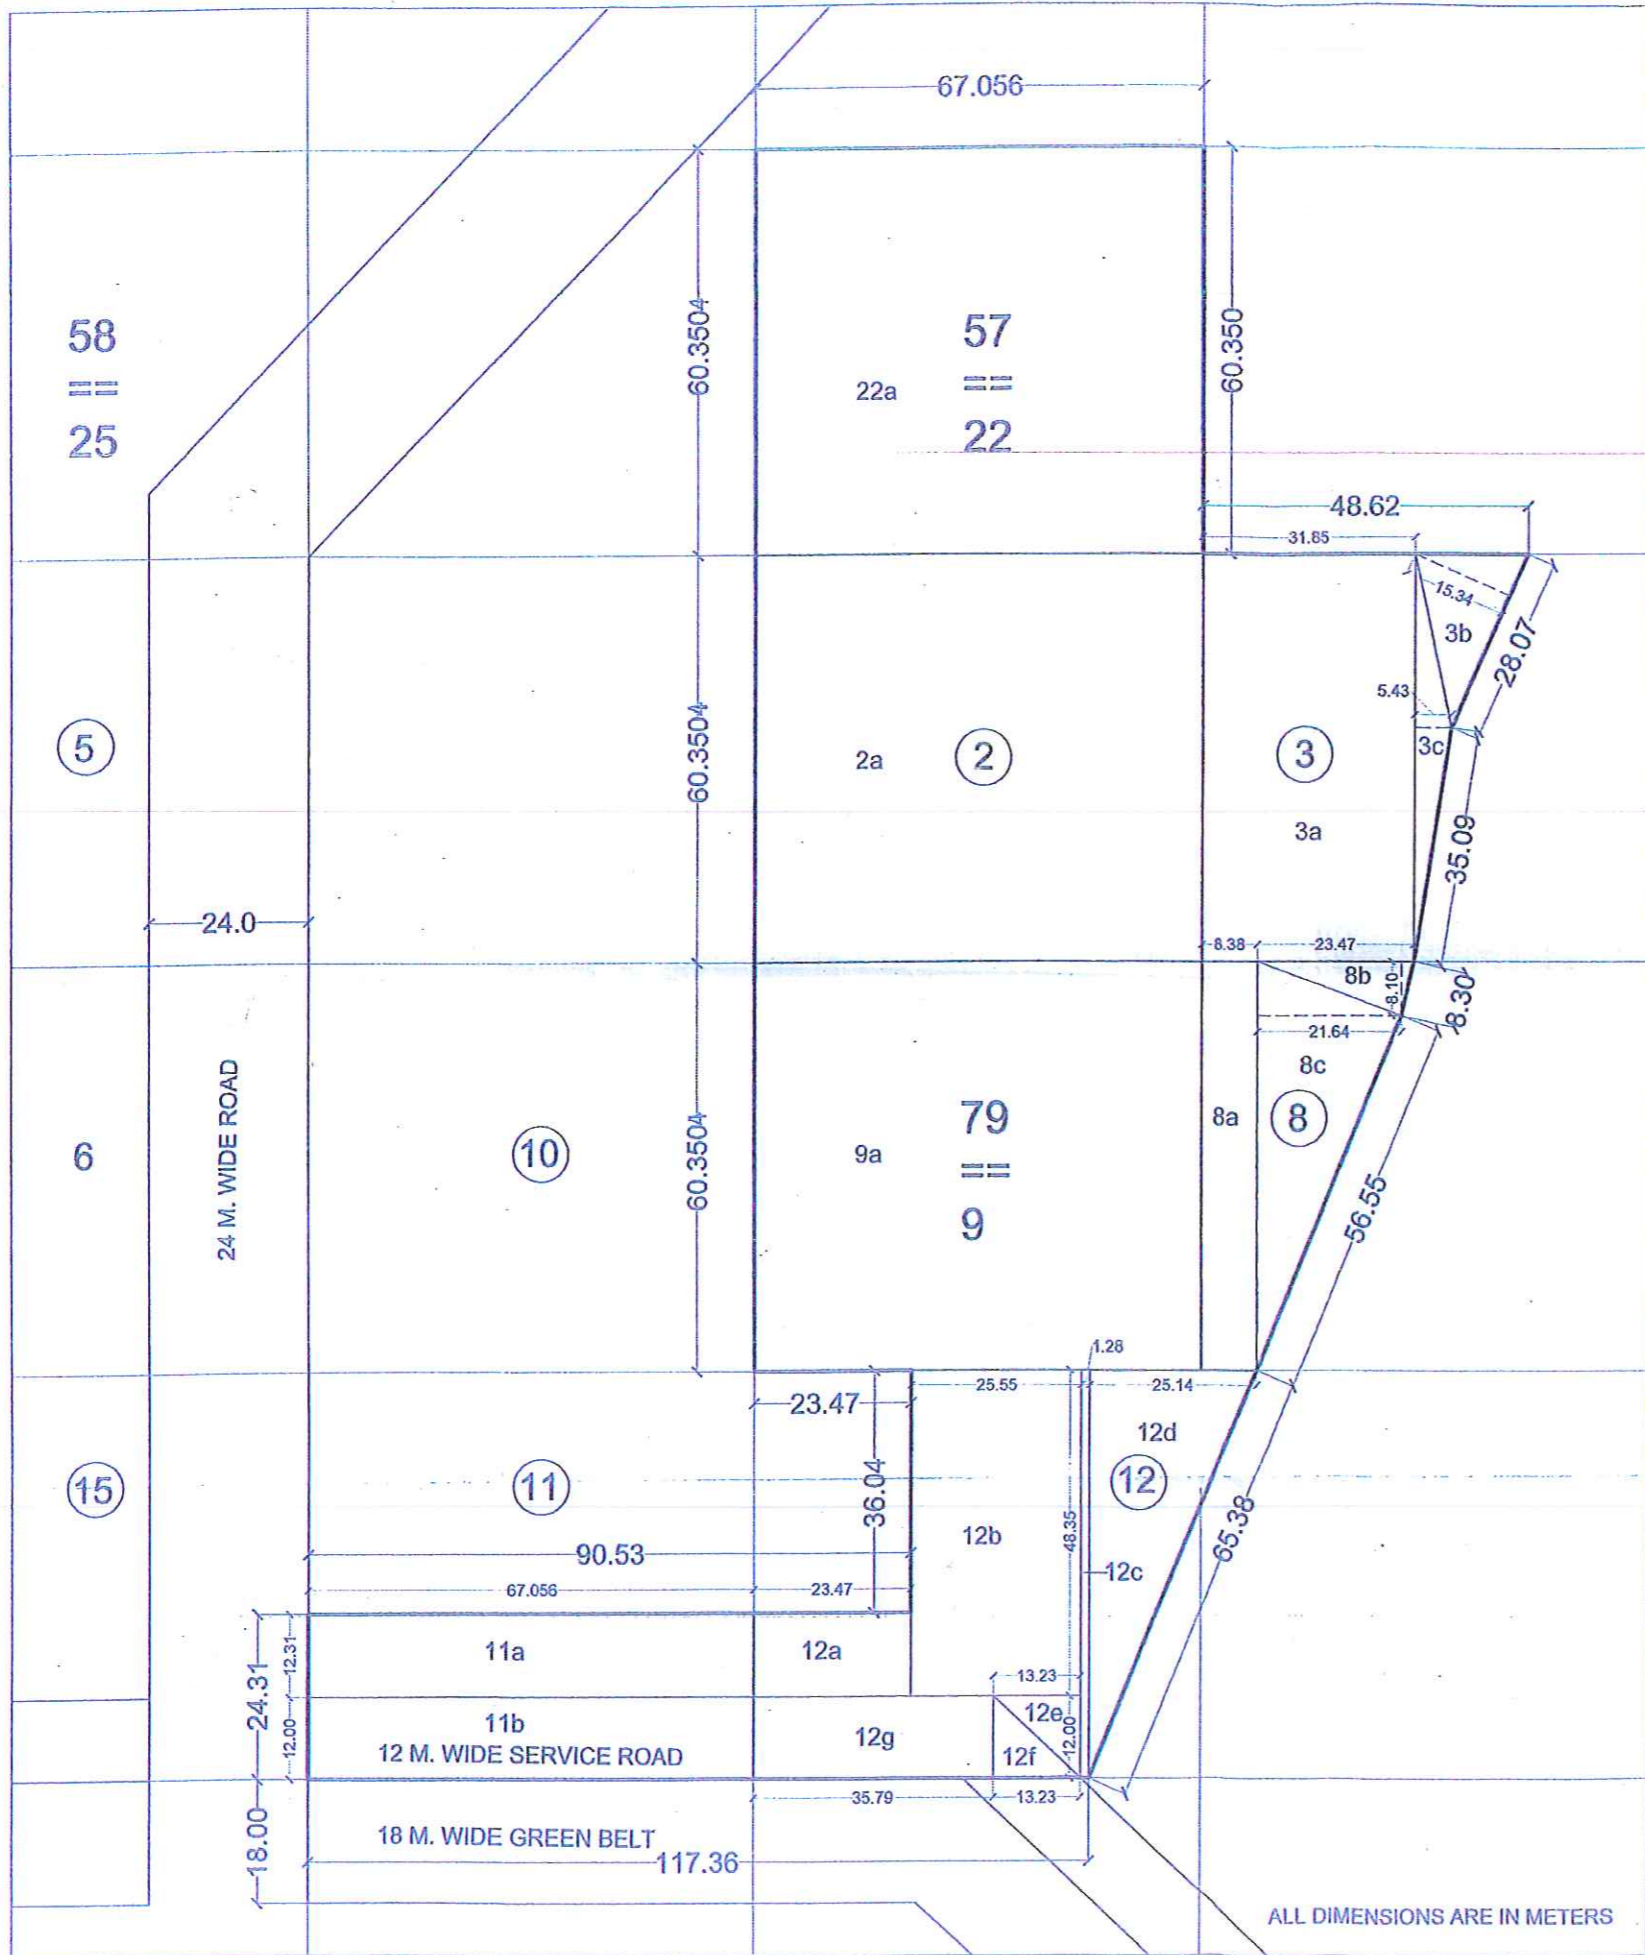 67.056
58
==
25
60.3504
22a
57
==
22
60.350
48.62
31.85
15.34
3b
28.07
5.43
3c
5
60.3504
2a
2
3
3a
35.09
24.0
8.38
23.47
8b
8.10
8.30
21.64
8c
6
24 M. WIDE ROAD
10
60.3504
9a
79
==
9
8a
8
56.55
1.28
25.55
25.14
23.47
12d
15
11
36.04
12
12b
48.35
65.38
90.53
12c
67.056
23.47
11a
12a
12.31
24.31
13.23
11b
12.00
12 M. WIDE SERVICE ROAD
12g
12e
12f
12.00
35.79
13.23
18.00
18 M. WIDE GREEN BELT
117.36
ALL DIMENSIONS ARE IN METERS